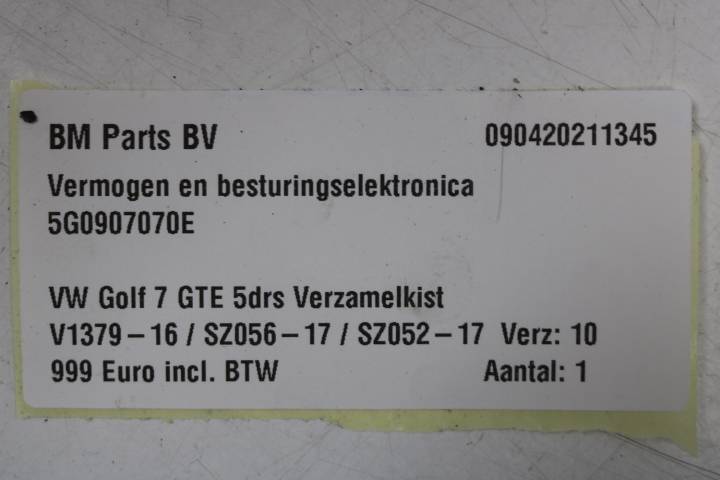 BM Parts BV 090420211345
Vermogen en besturingselektronica
5G0907070E
VW Golf 7 GTE 5drs Verzamelkist
V1379-16 / SZ056-17 / SZ052-17 Verz: 10
999 Euro incl. BTW Aantal: 1